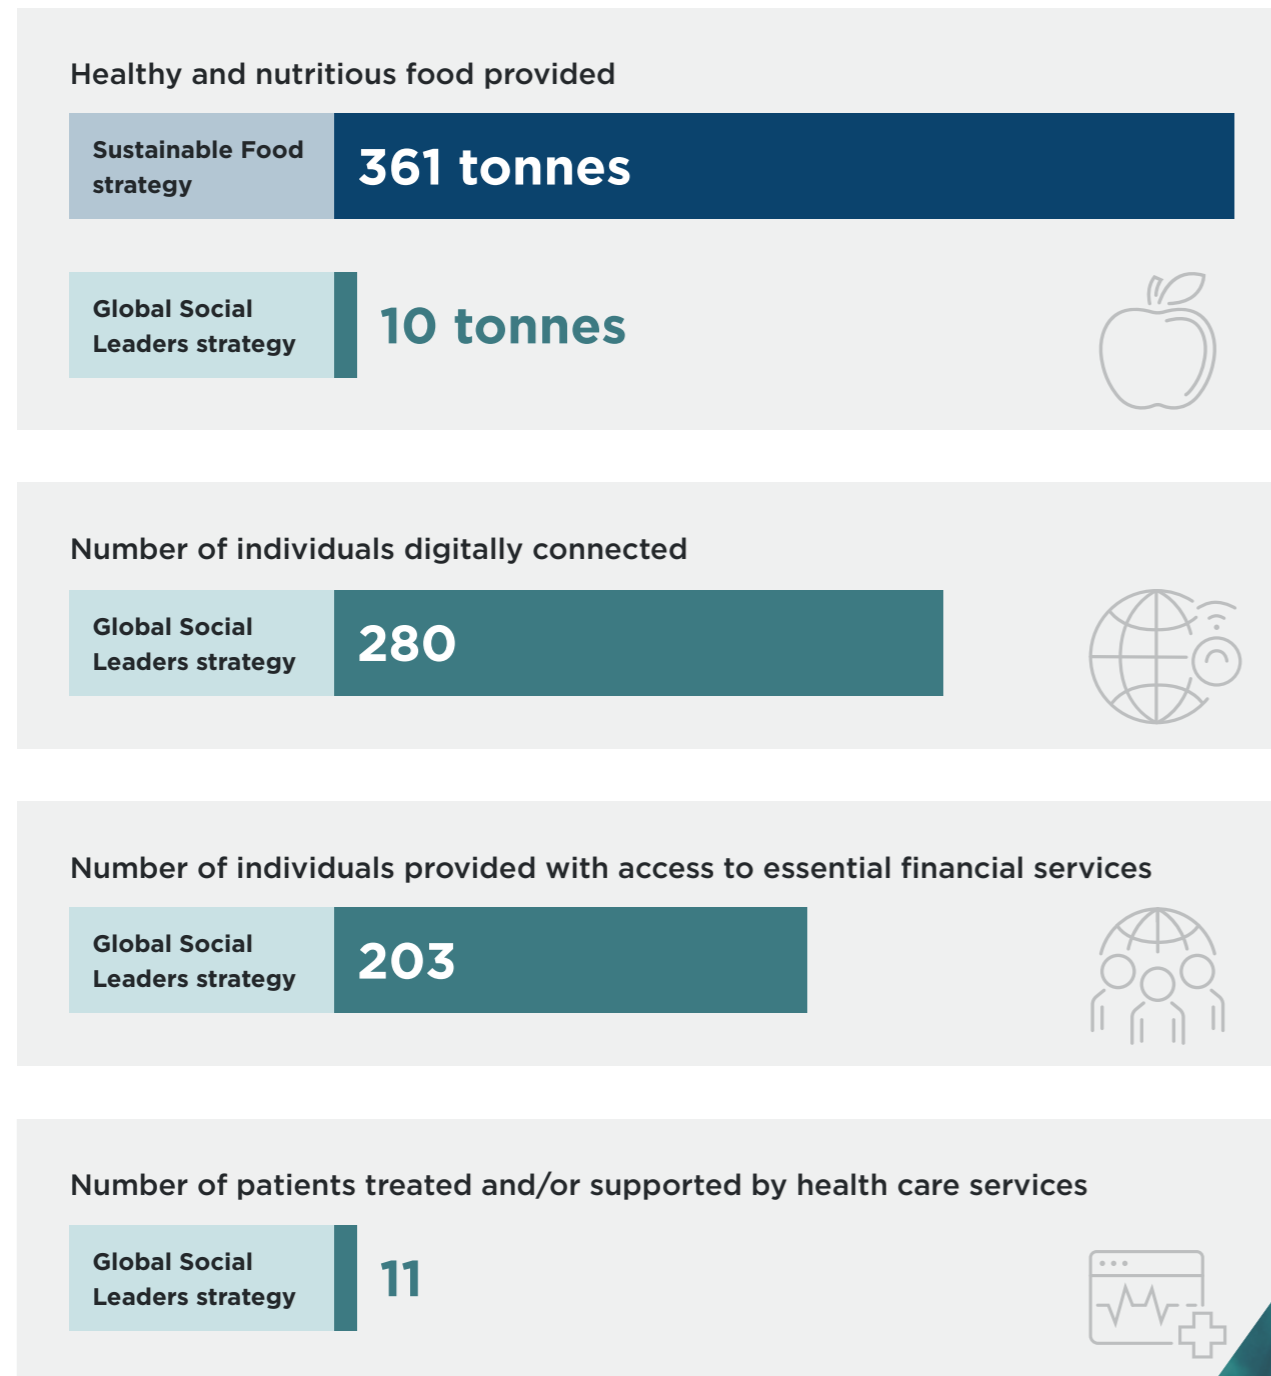 Healthy and nutritious food provided
Sustainable Food
strategy
361 tonnes
Global Social
Leaders strategy
10 tonnes
Number of individuals digitally connected
Global Social
Leaders strategy
280
Number of individuals provided with access to essential financial services
Global Social
Leaders strategy
203
Number of patients treated and/or supported by health care services
Global Social
Leaders strategy
11